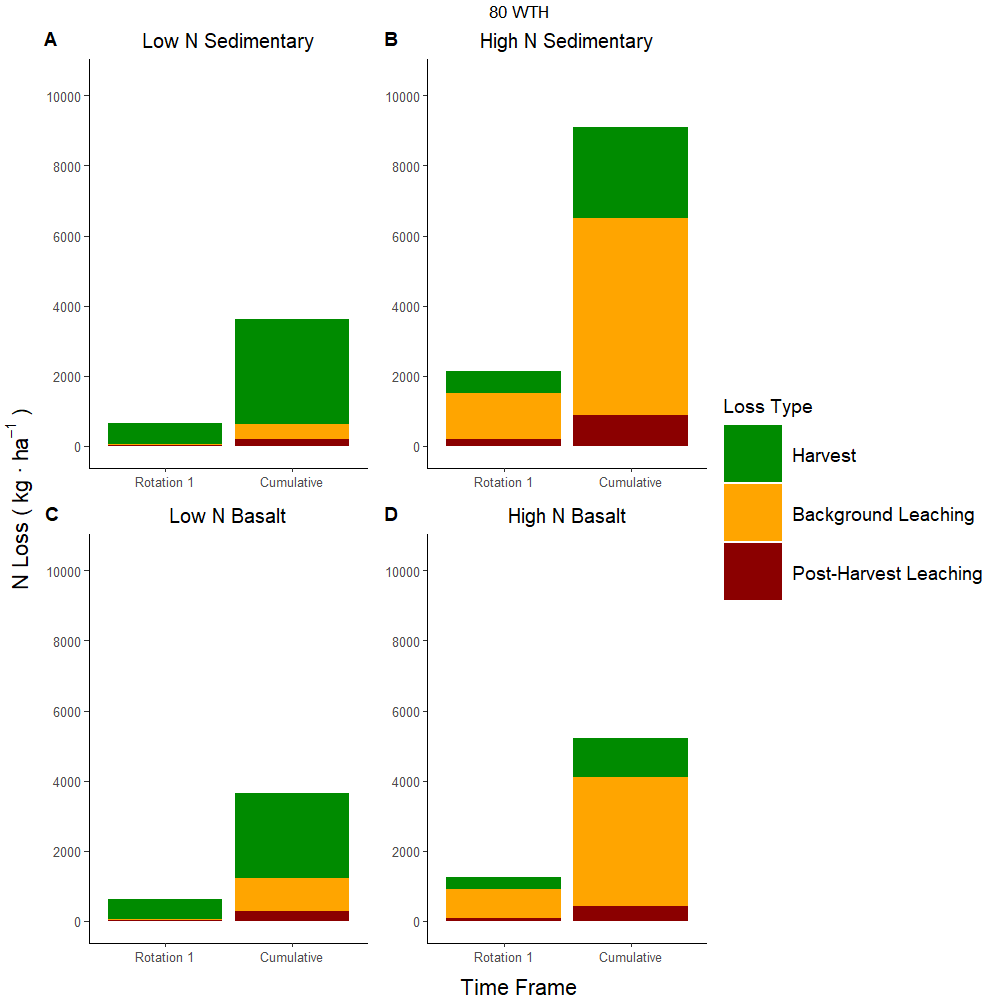 80 WTH
A Low N Sedimentary
10000
8000
6000
4000
2000
0
Rotation 1 Cumulative
B High N Sedimentary
10000
8000
6000
4000
2000
0
Rotation 1 Cumulative
C Low N Basalt
10000
8000
6000
4000
2000
0
Rotation 1 Cumulative
D High N Basalt
10000
8000
6000
4000
2000
0
Rotation 1 Cumulative
N Loss ( kg · ha⁻¹ )
Time Frame
Loss Type
Harvest
Background Leaching
Post-Harvest Leaching